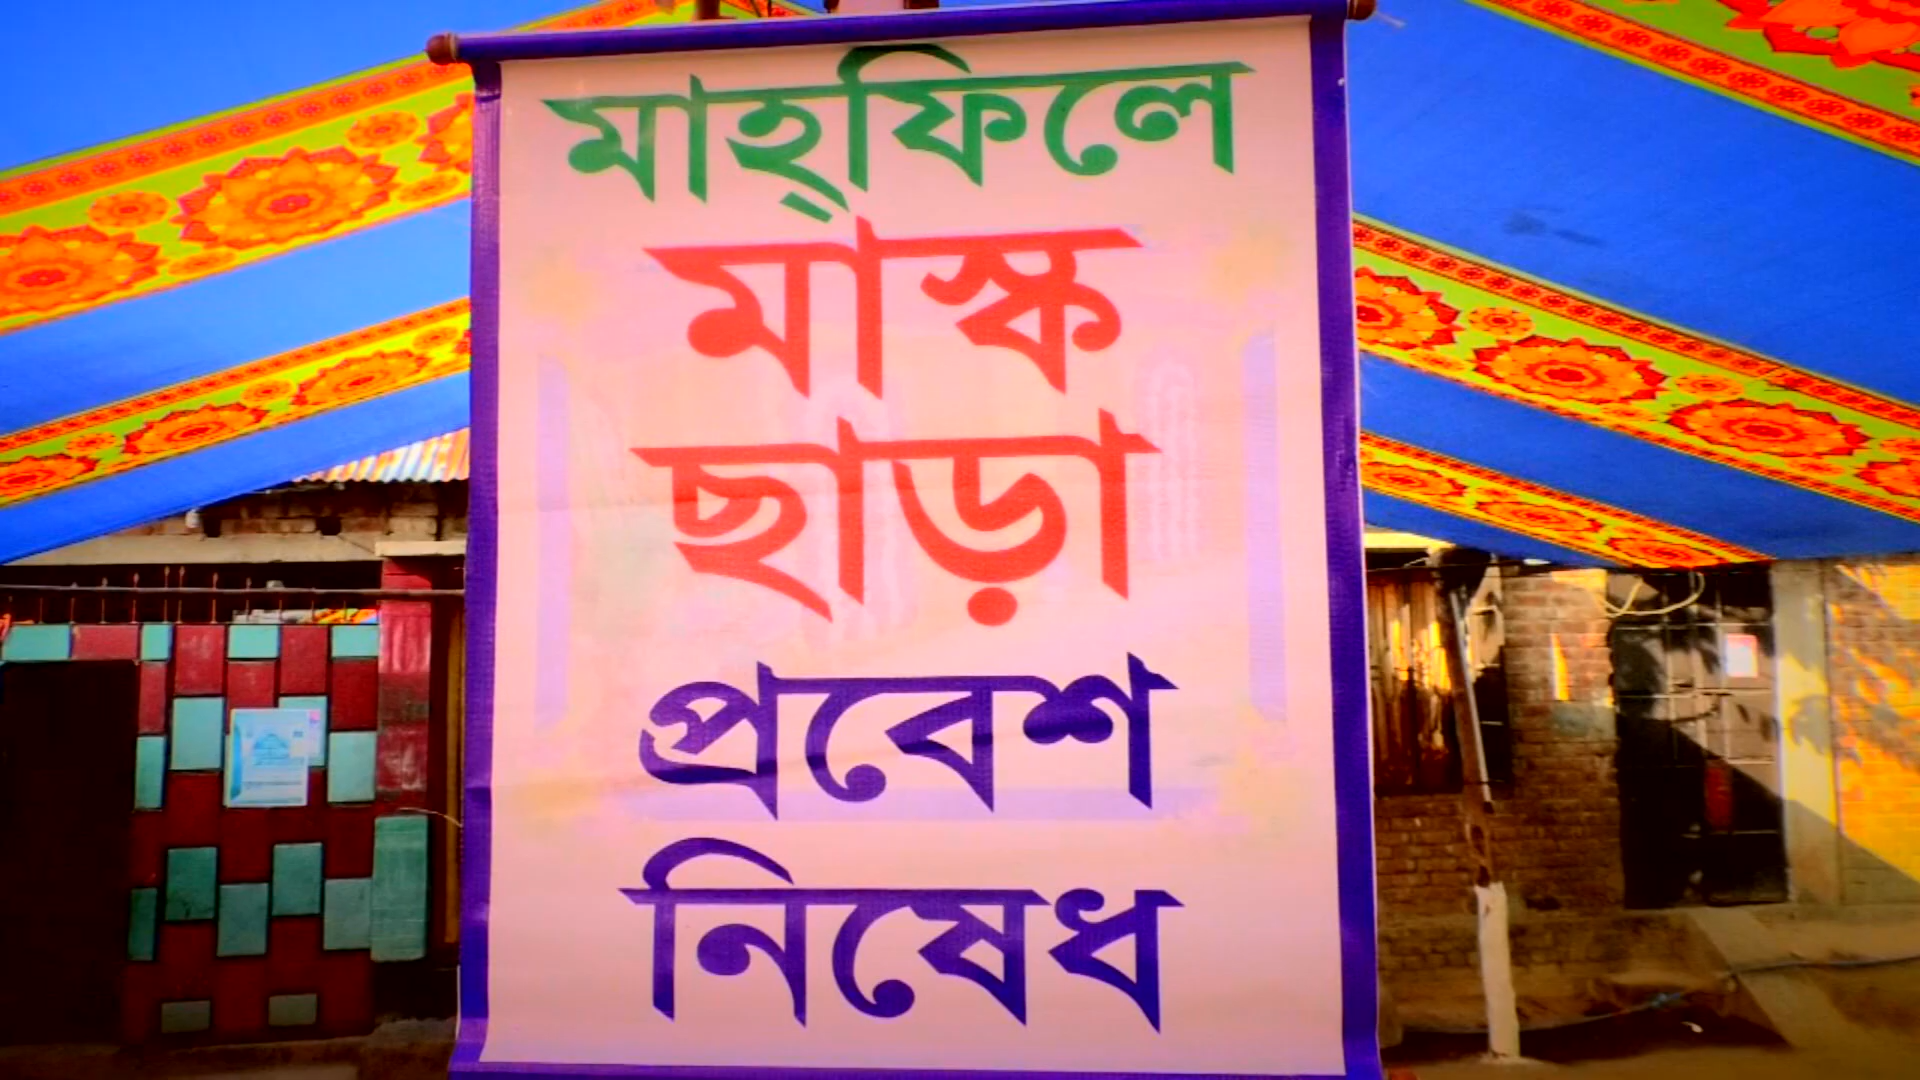 মাহ্ফিলে
মাস্ক
ছাড়া
প্রবেশ
নিষেধ